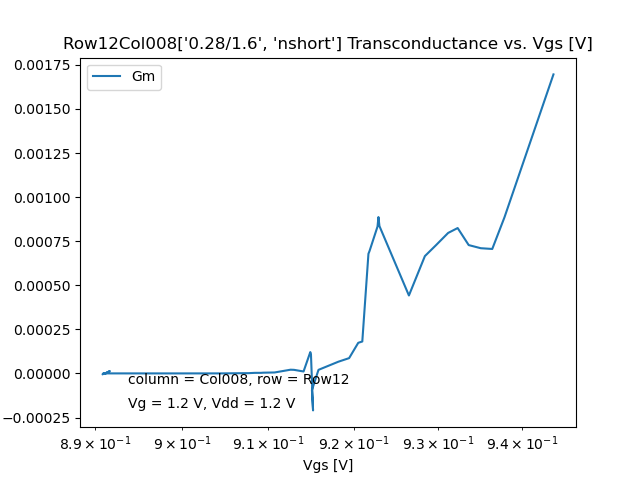 Row12Col008['0.28/1.6', 'nshort'] Transconductance vs. Vgs [V]
Gm
0.00175
0.00150
0.00125
0.00100
0.00075
0.00050
0.00025
0.00000
−0.00025
column = Col008, row = Row12
Vg = 1.2 V, Vdd = 1.2 V
8.9 × 10⁻¹ 9 × 10⁻¹ 9.1 × 10⁻¹ 9.2 × 10⁻¹ 9.3 × 10⁻¹ 9.4 × 10⁻¹
Vgs [V]